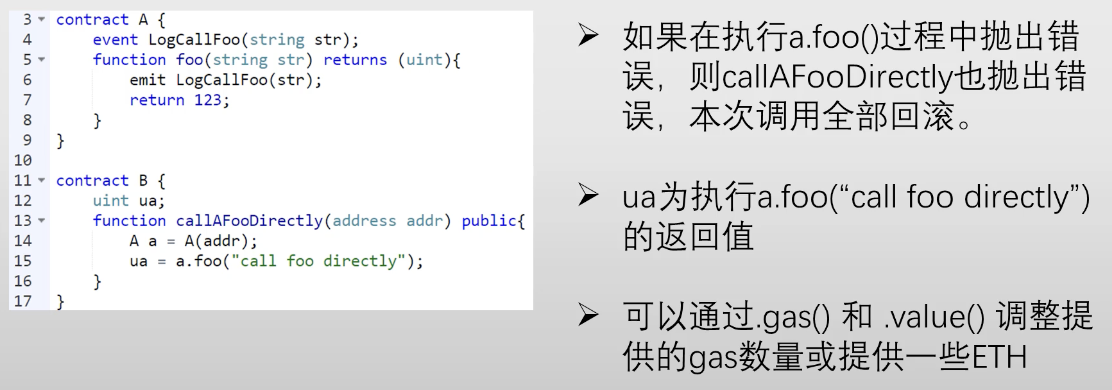 3 contract A {
4 event LogCallFoo(string str);
5 function foo(string str) returns (uint){
6 emit LogCallFoo(str);
7 return 123;
8 }
9 }
10
11 contract B {
12 uint ua;
13 function callAFooDirectly(address addr) public{
14 A a = A(addr);
15 ua = a.foo("call foo directly");
16 }
17 }
➢ 如果在执行a.foo()过程中抛出错
误，则callAFooDirectly也抛出错
误，本次调用全部回滚。
➢ ua为执行a.foo(“call foo directly”)
的返回值
➢ 可以通过.gas() 和 .value() 调整提
供的gas数量或提供一些ETH